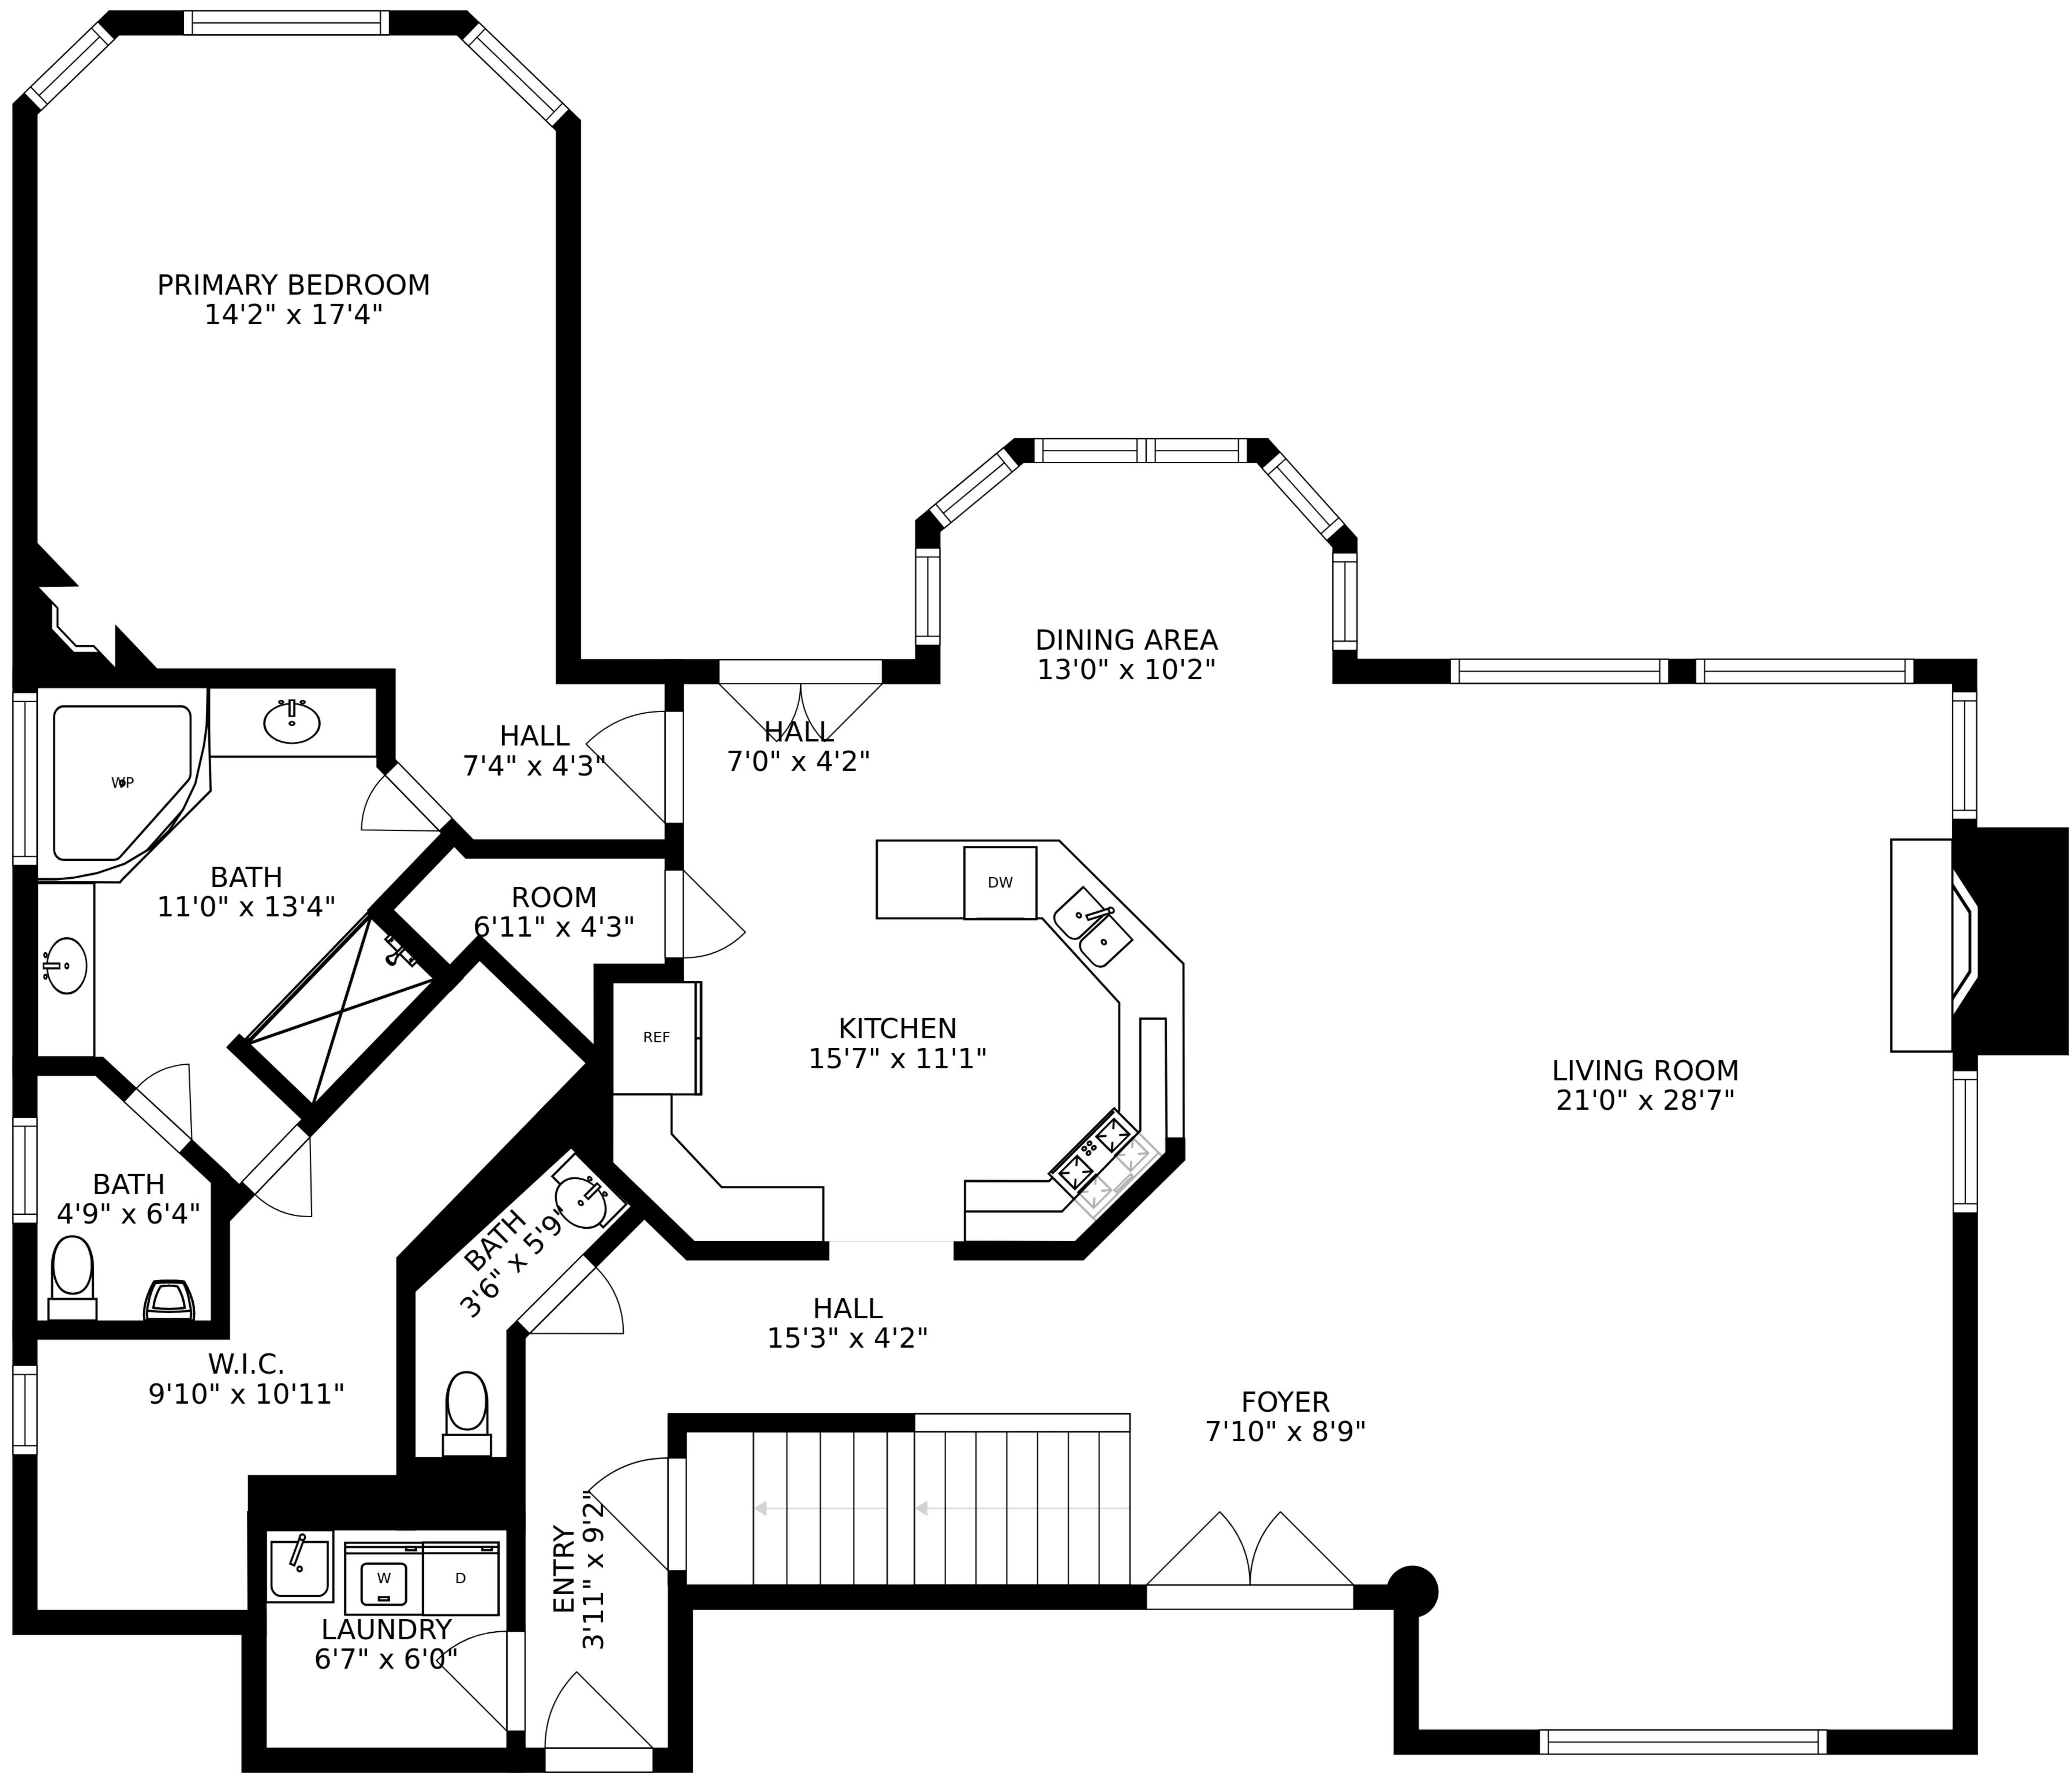 PRIMARY BEDROOM
14'2" x 17'4"
DINING AREA
13'0" x 10'2"
HALL
7'4" x 4'3"
HALL
7'0" x 4'2"
WP
BATH
11'0" x 13'4"
ROOM
6'11" x 4'3"
DW
REF
KITCHEN
15'7" x 11'1"
LIVING ROOM
21'0" x 28'7"
BATH
4'9" x 6'4"
BATH
3'6" x 5'9"
HALL
15'3" x 4'2"
W.I.C.
9'10" x 10'11"
FOYER
7'10" x 8'9"
ENTRY
3'11" x 9'2"
W
D
LAUNDRY
6'7" x 6'0"